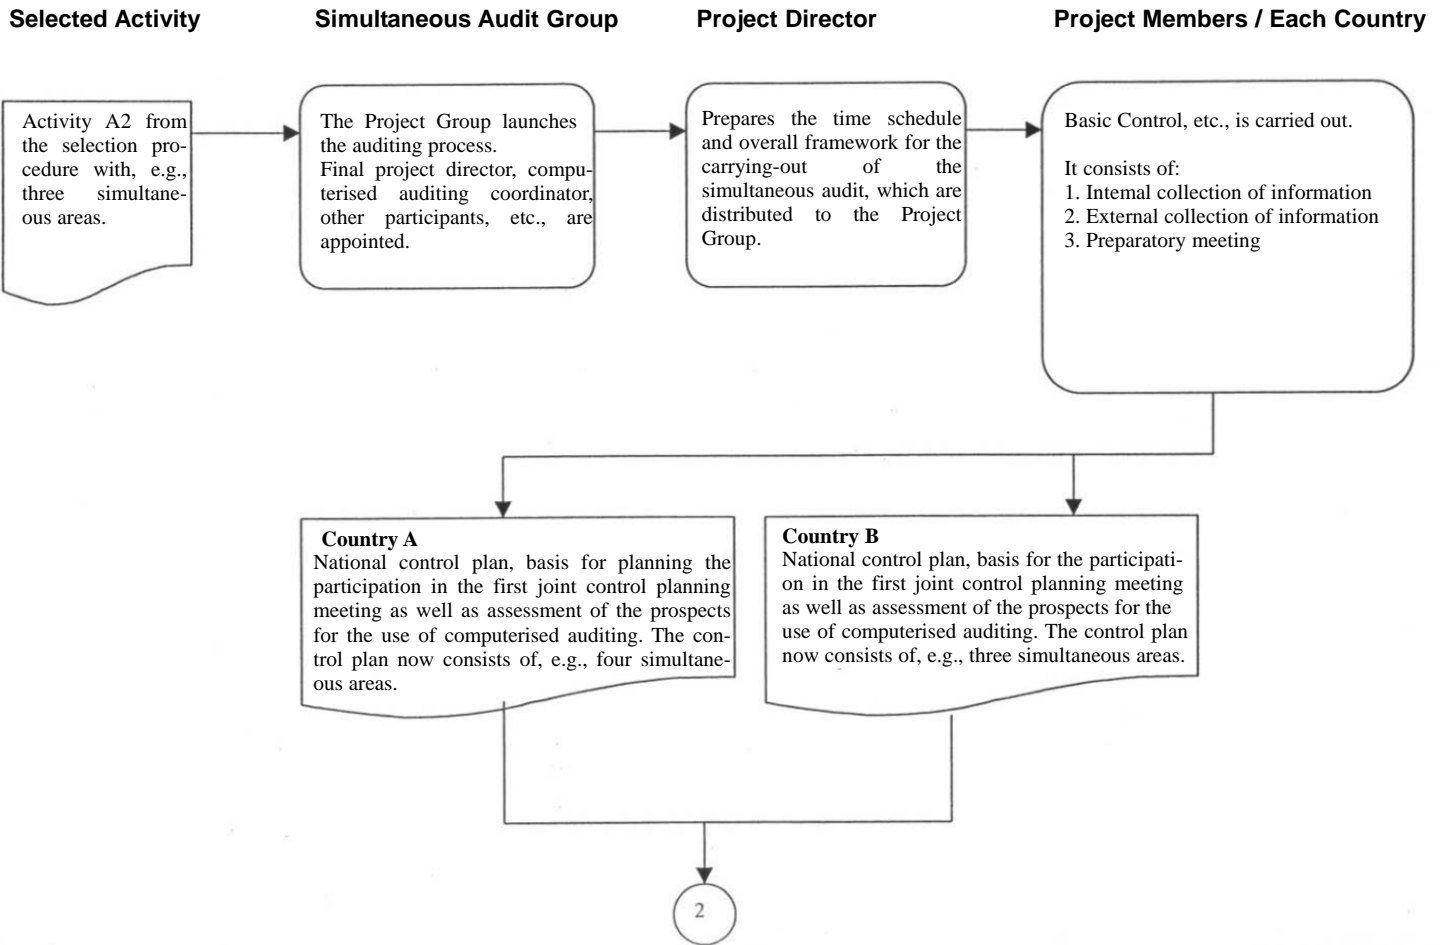 Selected Activity
Simultaneous Audit Group
Project Director
Project Members / Each Country
Activity A2 from
the selection pro-
cedure with, e.g.,
three simultane-
ous areas.
The Project Group launches
the auditing process.
Final project director, compu-
terised auditing coordinator,
other participants, etc., are
appointed.
Prepares the time schedule
and overall framework for the
carrying-out of the
simultaneous audit, which are
distributed to the Project
Group.
Basic Control, etc., is carried out.
It consists of:
1. Intemal collection of information
2. External collection of information
3. Preparatory meeting
Country A
National control plan, basis for planning the
participation in the first joint control planning
meeting as well as assessment of the prospects
for the use of computerised auditing. The con-
trol plan now consists of, e.g., four simultane-
ous areas.
Country B
National control plan, basis for the participati-
on in the first joint control planning meeting
as well as assessment of the prospects for the
use of computerised auditing. The control plan
now consists of, e.g., three simultaneous areas.
2